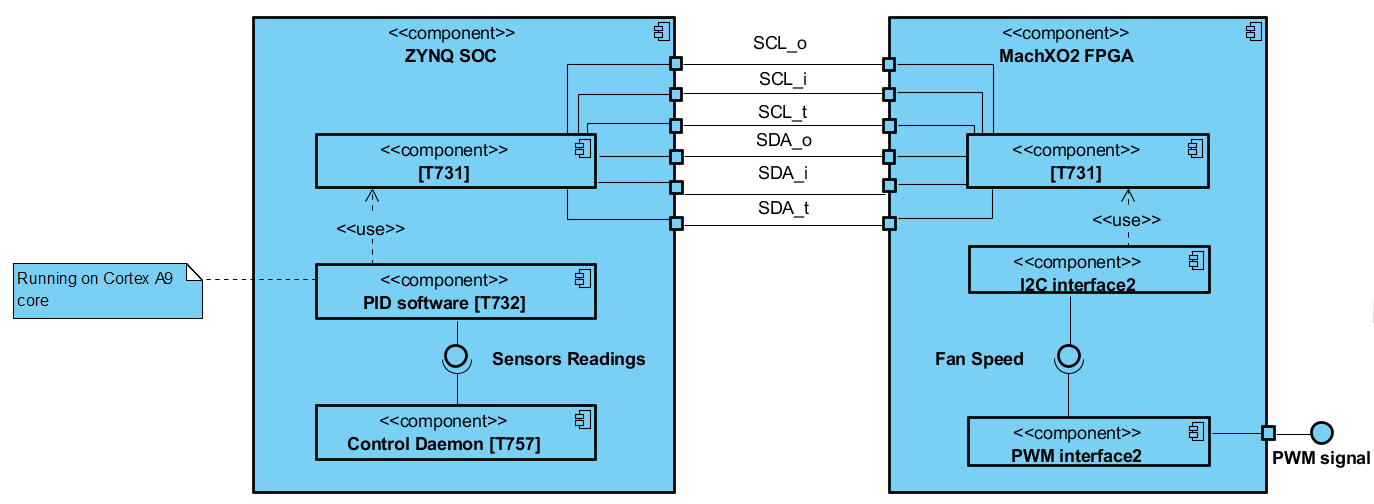 <<component>>
ZYNQ SOC
SCL_o
SCL_i
SCL_t
SDA_o
SDA_i
SDA_t
<<component>>
MachXO2 FPGA
<<component>>
[T731]
<<component>>
[T731]
<<use>>
<<use>>
Running on Cortex A9
core
<<component>>
PID software [T732]
<<component>>
I2C interface2
Sensors Readings
Fan Speed
<<component>>
Control Daemon [T757]
<<component>>
PWM interface2
PWM signal